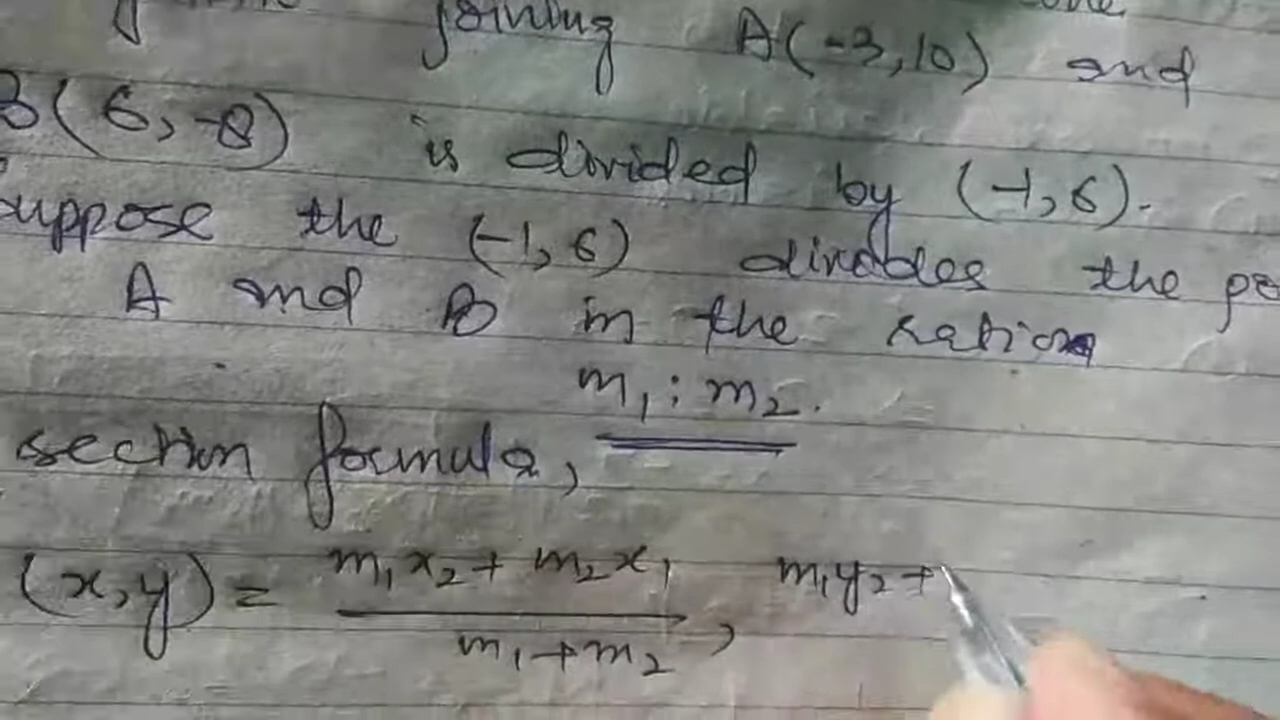 joining A(-3,10) and
B(6,-8) is divided by (-1,6).
suppose the (-1,6) dividdes the
A and B in the ratio
m₁ : m₂.
section formula,
(x,y) = m₁x₂ + m₂x₁ / m₁+m₂ , m₁y₂ +